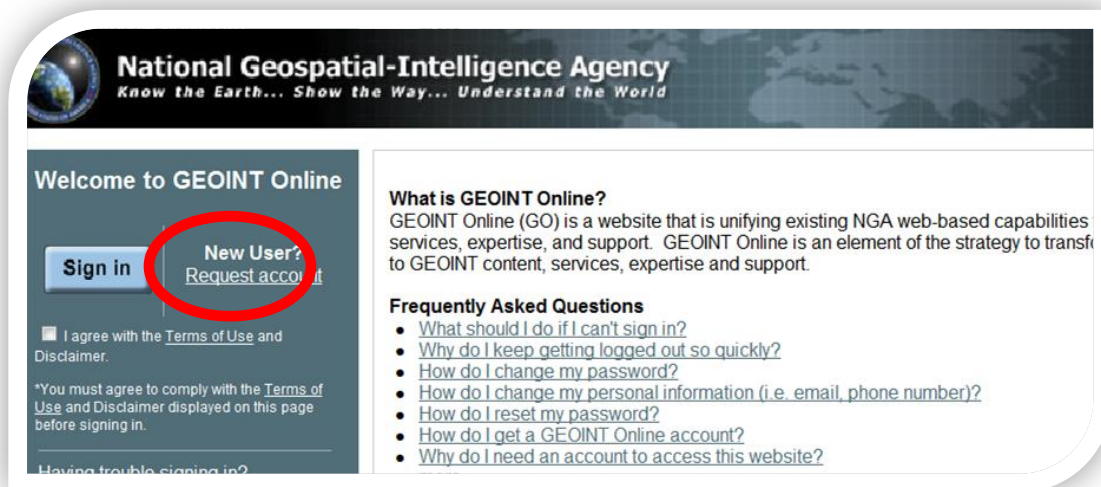 National Geospatial-Intelligence Agency
Know the Earth... Show the Way... Understand the World
Welcome to GEOINT Online
Sign in
New User?
Request account
I agree with the Terms of Use and
Disclaimer.
*You must agree to comply with the Terms of
Use and Disclaimer displayed on this page
before signing in.
Having trouble signing in?
What is GEOINT Online?
GEOINT Online (GO) is a website that is unifying existing NGA web-based capabilities
services, expertise, and support. GEOINT Online is an element of the strategy to transfo
to GEOINT content, services, expertise and support.
Frequently Asked Questions
• What should I do if I can't sign in?
• Why do I keep getting logged out so quickly?
• How do I change my password?
• How do I change my personal information (i.e. email, phone number)?
• How do I reset my password?
• How do I get a GEOINT Online account?
• Why do I need an account to access this website?